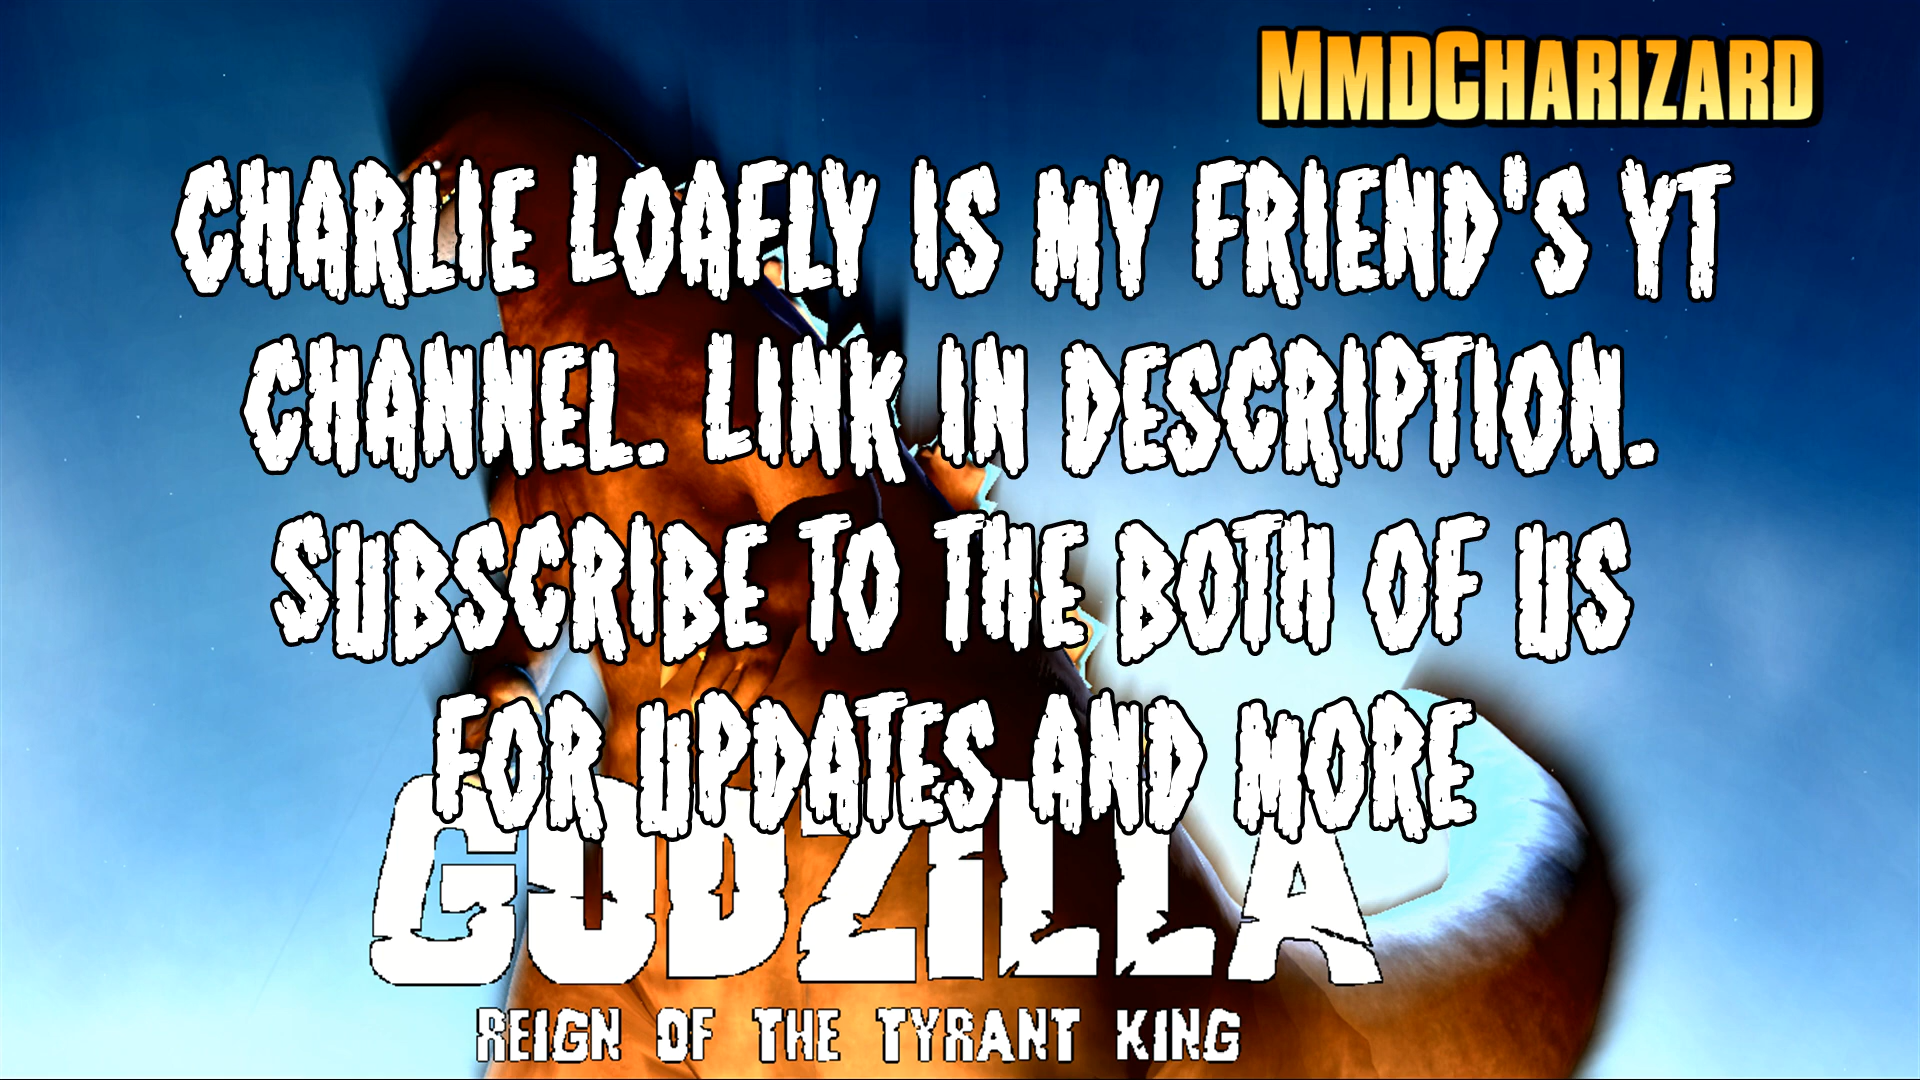 MMDCHARIZARD
CHARLIE LOAFLY IS MY FRIEND'S YT
CHANNEL. LINK IN DESCRIPTION.
SUBSCRIBE TO THE BOTH OF US
FOR UPDATES AND MORE
GODZILLA
REIGN OF THE TYRANT KING